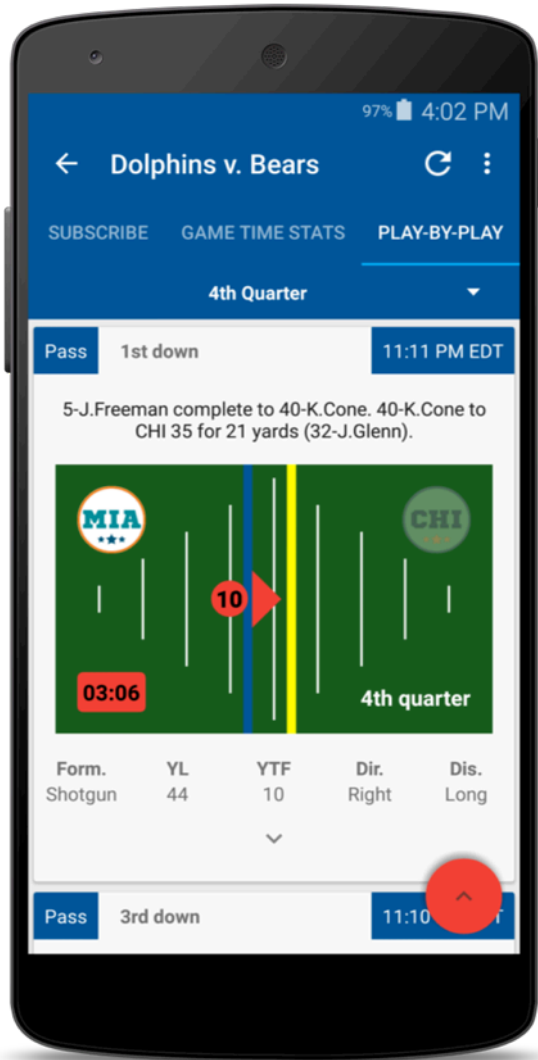 97% 4:02 PM
Dolphins v. Bears
SUBSCRIBE GAME TIME STATS PLAY-BY-PLAY
4th Quarter
Pass 1st down 11:11 PM EDT
5-J.Freeman complete to 40-K.Cone. 40-K.Cone to
CHI 35 for 21 yards (32-J.Glenn).
MIA CHI
10
03:06 4th quarter
Form. YL YTF Dir. Dis.
Shotgun 44 10 Right Long
Pass 3rd down 11:10